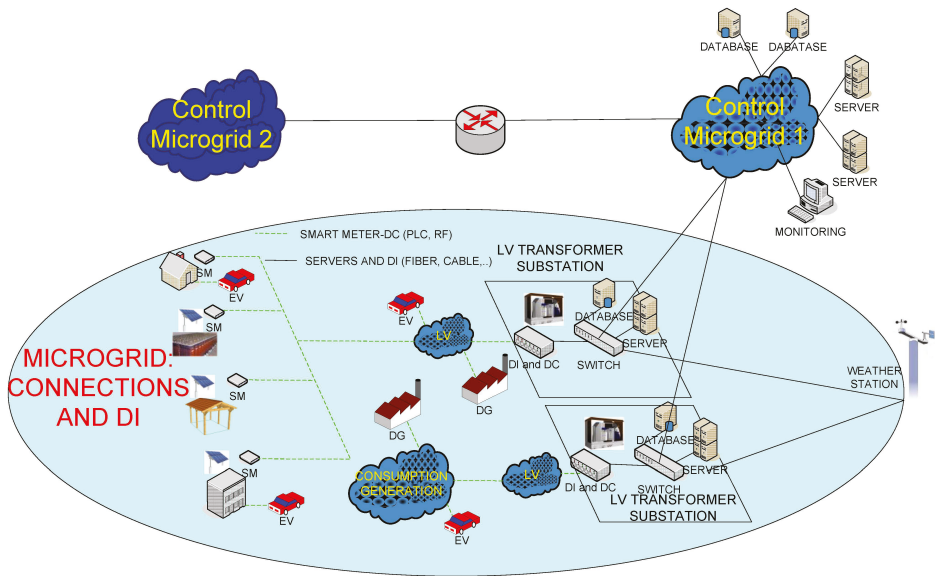 DATABASE
DABATASE
Control
Microgrid 2
Control
Microgrid 1
SERVER
SERVER
MONITORING
SMART METER-DC (PLC, RF)
SERVERS AND DI (FIBER, CABLE,..)
LV TRANSFORMER
SUBSTATION
SM
EV
EV
DATABASE
SM
LV
SERVER
DI and DC
SWITCH
MICROGRID:
CONNECTIONS
AND DI
WEATHER
STATION
SM
DG
DG
DATABASE
SM
CONSUMPTION
GENERATION
LV
SERVER
DI and DC
SWITCH
LV TRANSFORMER
SUBSTATION
EV
EV